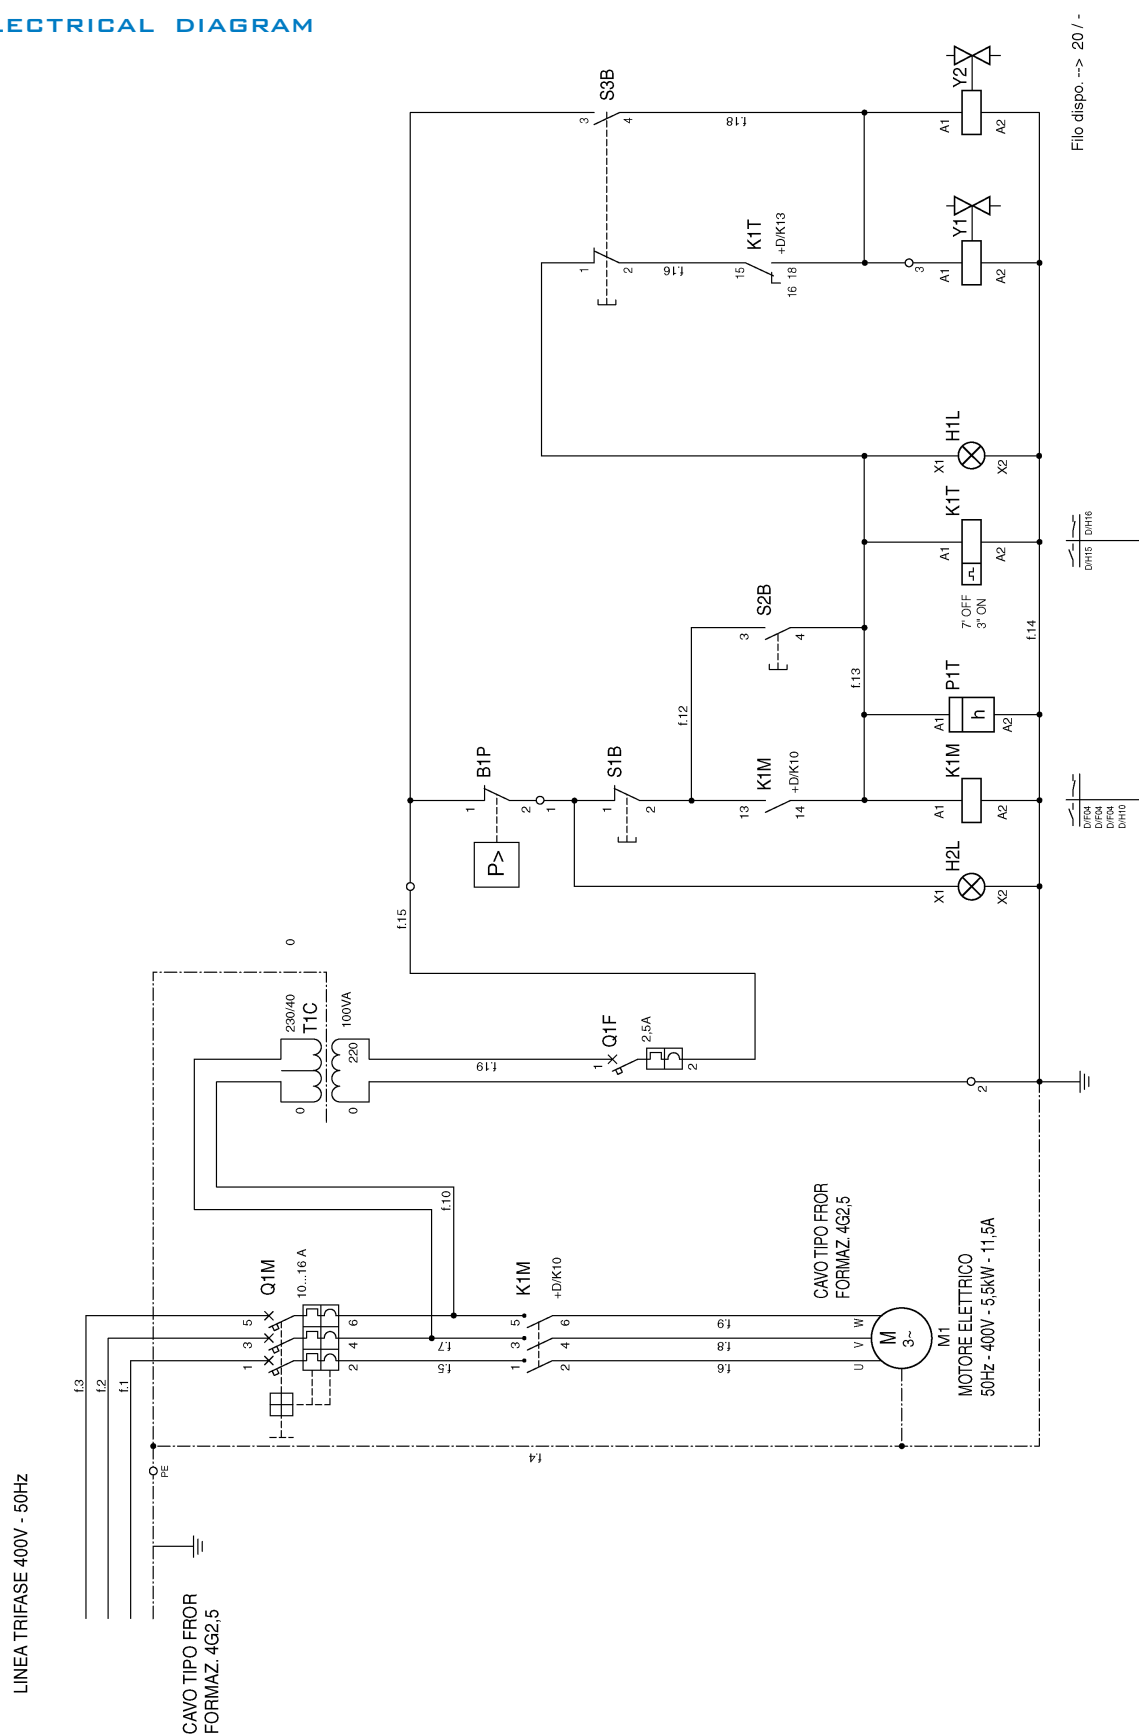 LECTRICAL DIAGRAM
LINEA TRIFASE 400V - 50Hz
CAVO TIPO FROR
FORMAZ. 4G2,5
f.3
f.2
f.1
PE
f.4
Q1M
10...16 A
1
3
5
2
4
6
f.5
f.7
f.10
K1M
+D/K10
1
3
5
2
4
6
f.6
f.8
f.9
U
V
W
M
3~
M1
MOTORE ELETTRICO
50Hz - 400V - 5,5kW - 11,5A
CAVO TIPO FROR
FORMAZ. 4G2,5
0
230/40
T1C
100VA
0
220
0
f.19
Q1F
2,5A
1
2
2
f.15
B1P
P>
1
2
1
S1B
1
2
f.12
K1M
+D/K10
13
14
S2B
3
4
f.13
H2L
X1
X2
K1M
A1
A2
D/F04
D/F04
D/F04
D/H10
P1T
h
A1
A2
f.14
K1T
A1
A2
7' OFF
3" ON
D/H15
D/H16
H1L
X1
X2
S3B
1
2
3
4
f.16
f.18
K1T
+D/K13
15
16
18
3
Y1
A1
A2
Y2
A1
A2
Filo dispo. --> 20 / -